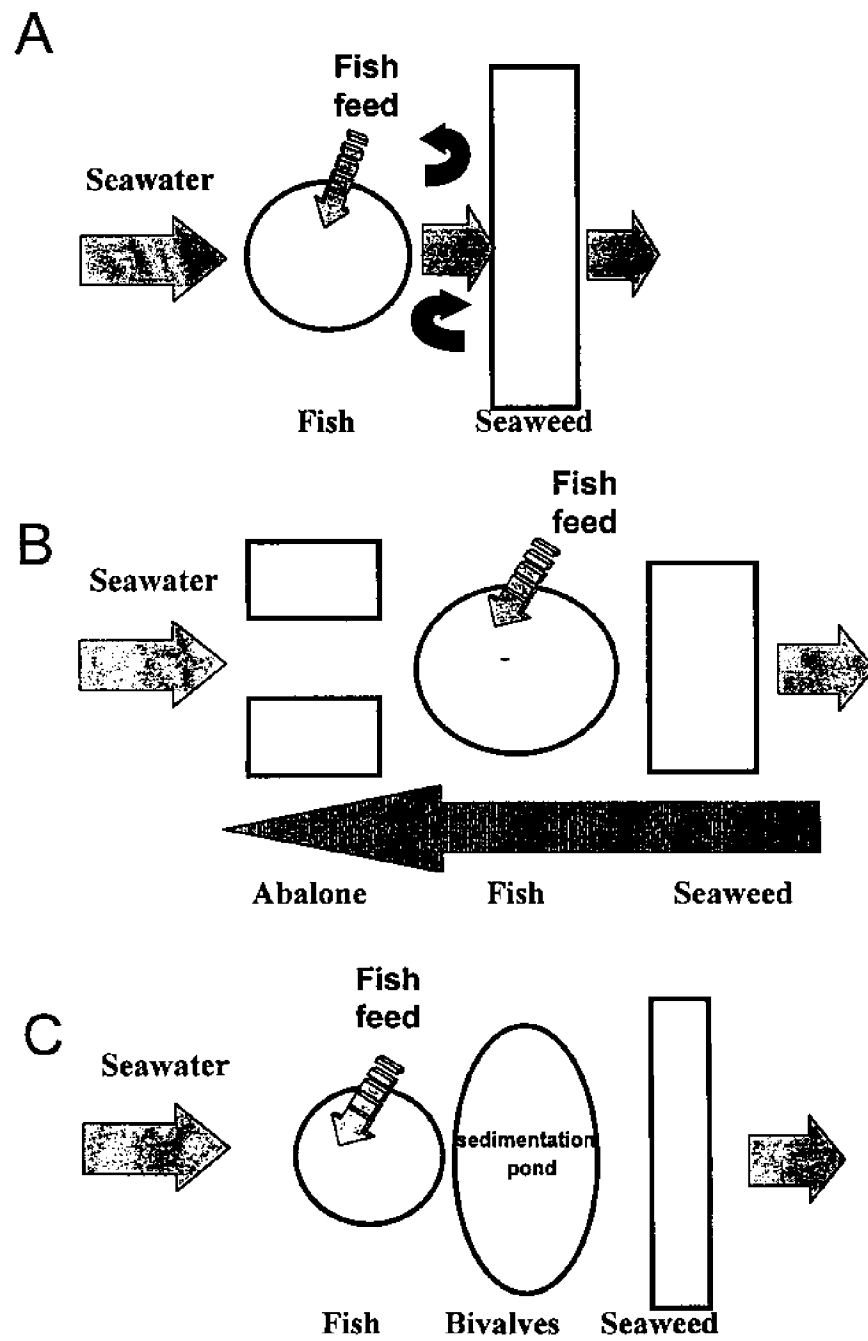 A
Fish
feed
Seawater
Fish Seaweed
B
Fish
feed
Seawater
Abalone Fish Seaweed
C
Fish
feed
Seawater
sedimentation
pond
Fish Bivalves Seaweed